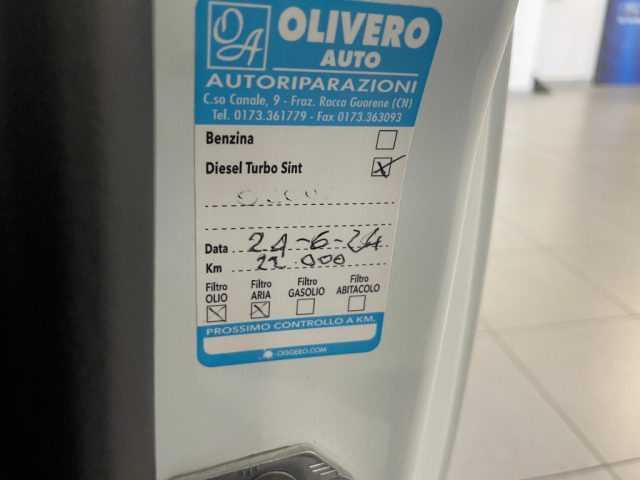 OA
OLIVERO
AUTO
AUTORIPARAZIONI
C.so Canale, 9 - Fraz. Racca Guarene (CN)
Tel. 0173.361779 - Fax 0173.363093
Benzina
Diesel Turbo Sint
Data 24-6-24
Km 22 000
Filtro OLIO Filtro ARIA Filtro GASOLIO Filtro ABITACOLO
PROSSIMO CONTROLLO A KM.
OGGERO.COM